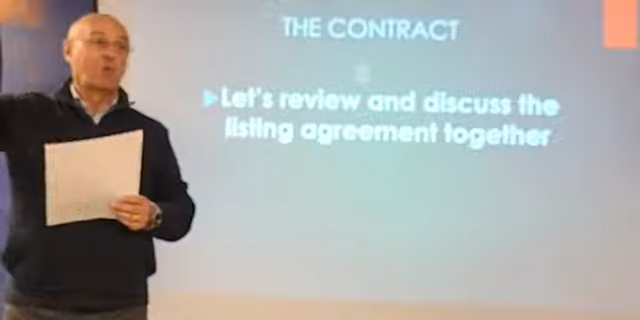 THE CONTRACT
Let's review and discuss the
listing agreement together